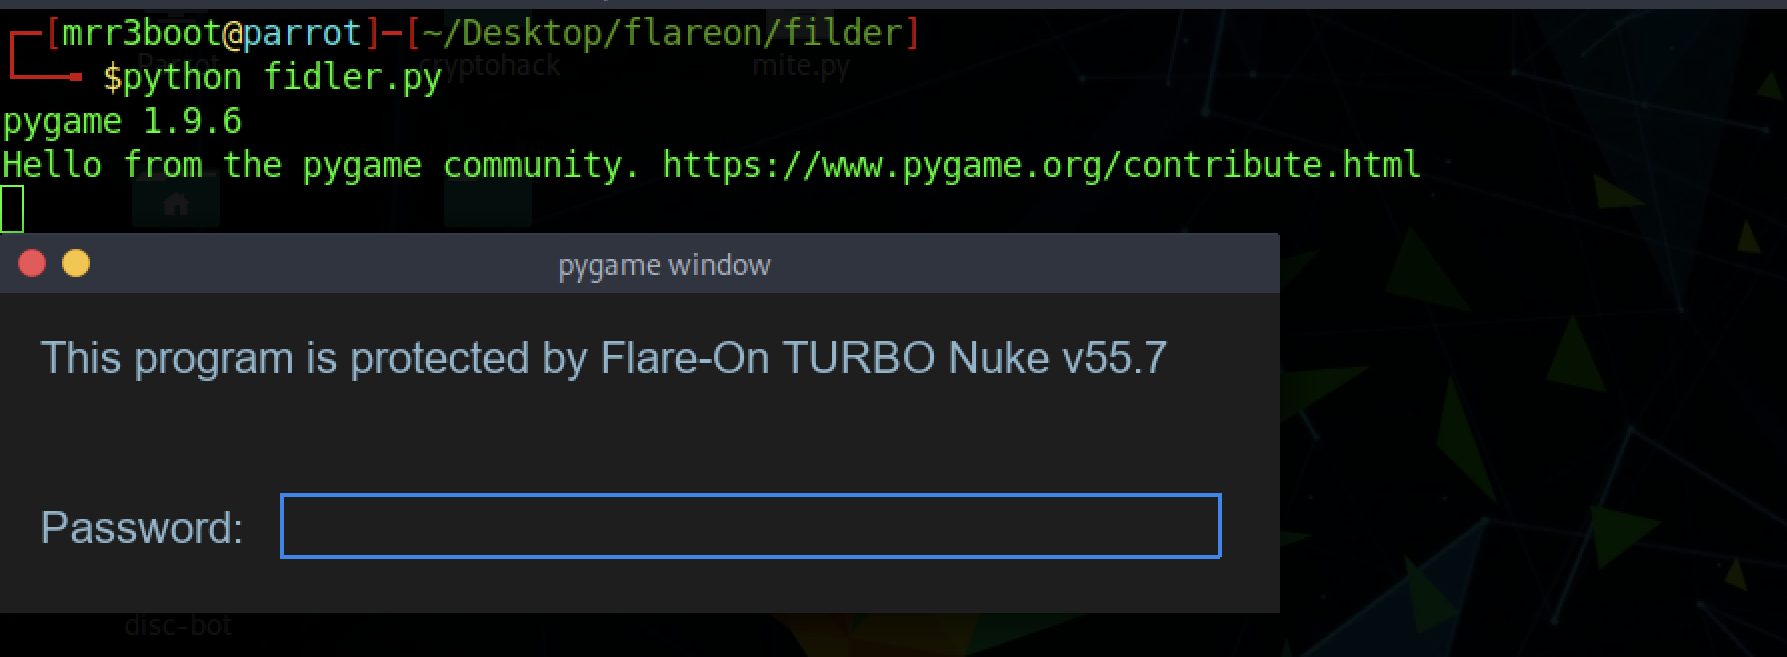 [mrr3boot@parrot]─[~/Desktop/flareon/filder]
$python fidler.py
Parrot
cryptohack
mite.py
pygame 1.9.6
Hello from the pygame community. https://www.pygame.org/contribute.html
pygame window
This program is protected by Flare-On TURBO Nuke v55.7
Password:
disc-bot